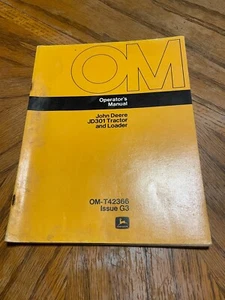 OM
Operator's
Manual
John Deere
JD301 Tractor
and Loader
OM-T42366
Issue G3